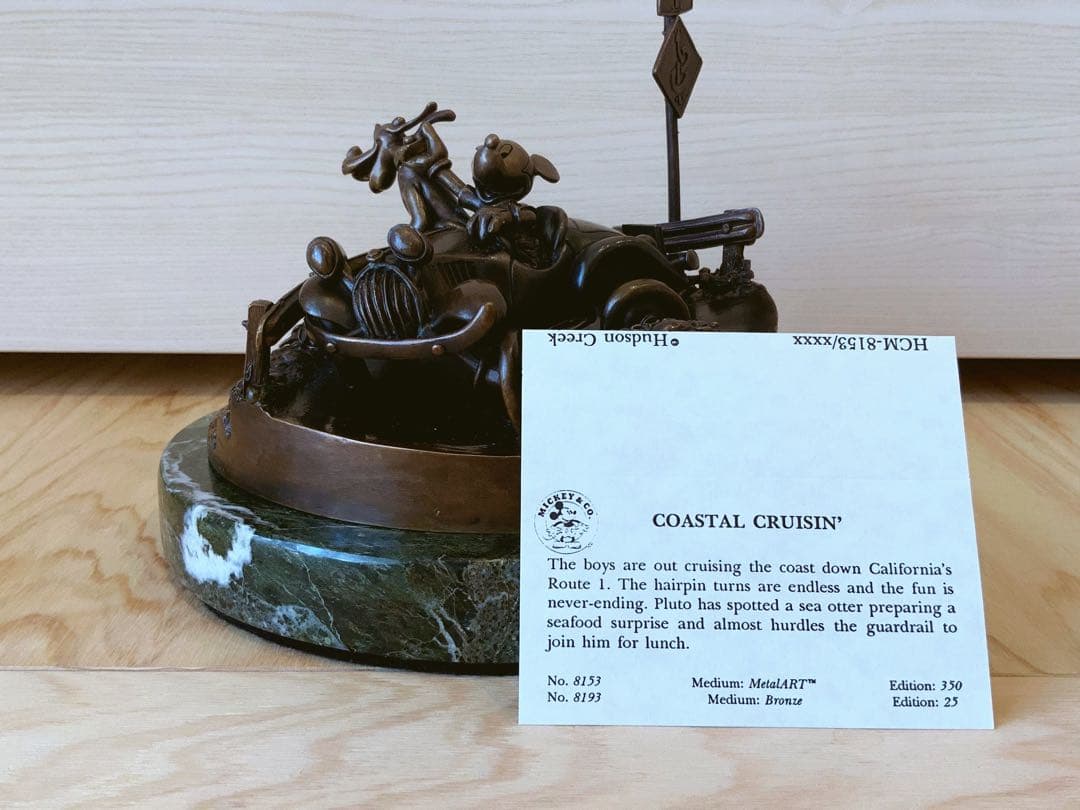 •Hudson Creek HCM-8153/xxxx
MICKEY & CO.
COASTAL CRUISIN’
The boys are out cruising the coast down California’s
Route 1. The hairpin turns are endless and the fun is
never-ending. Pluto has spotted a sea otter preparing a
seafood surprise and almost hurdles the guardrail to
join him for lunch.
No. 8153 Medium: MetalART™ Edition: 350
No. 8193 Medium: Bronze Edition: 25